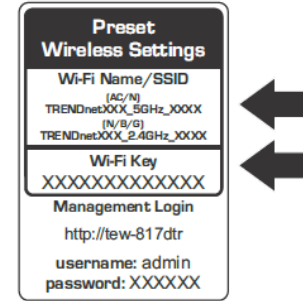 Preset
Wireless Settings
Wi-Fi Name/SSID
(AC/N)
TRENDnetXXX_5GHz_XXXX
(N/B/G)
TRENDnetXXX_2.4GHz_XXXX
Wi-Fi Key
XXXXXXXXXXXXX
Management Login
http://tew-817dtr
username: admin
password: XXXXXX